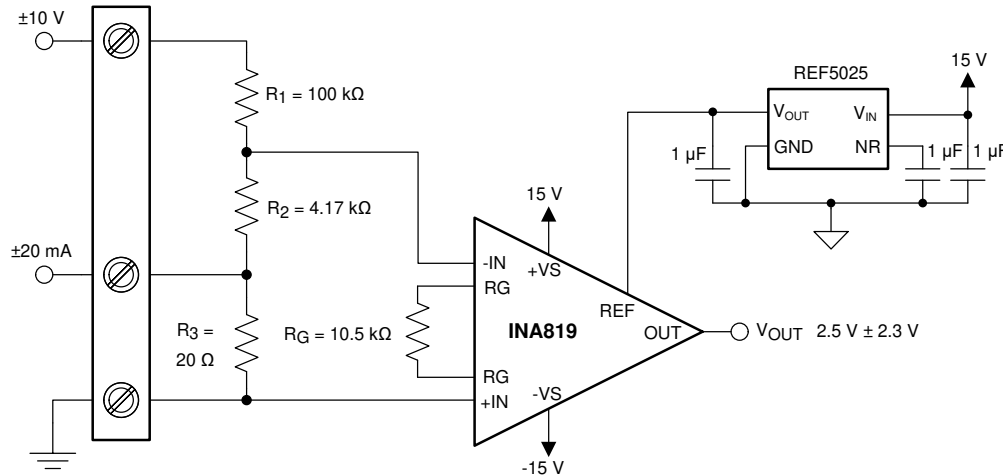 ±10 V
R1 = 100 kΩ
R2 = 4.17 kΩ
±20 mA
R3 =
20 Ω
RG = 10.5 kΩ
15 V
-IN
+VS
RG
REF
INA819
OUT
RG
+IN
-VS
-15 V
VOUT 2.5 V ± 2.3 V
REF5025
15 V
VOUT
VIN
GND
NR
1 µF
1 µF
1 µF